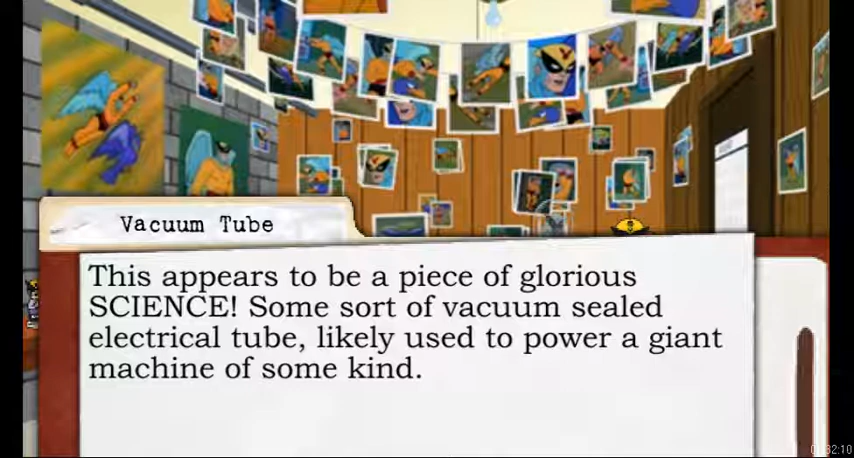 Vacuum Tube
This appears to be a piece of glorious
SCIENCE! Some sort of vacuum sealed
electrical tube, likely used to power a giant
machine of some kind.